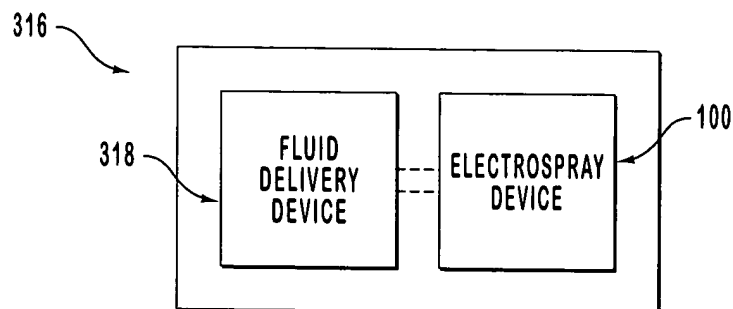 316
318
FLUID
DELIVERY
DEVICE
ELECTROSPRAY
DEVICE
100